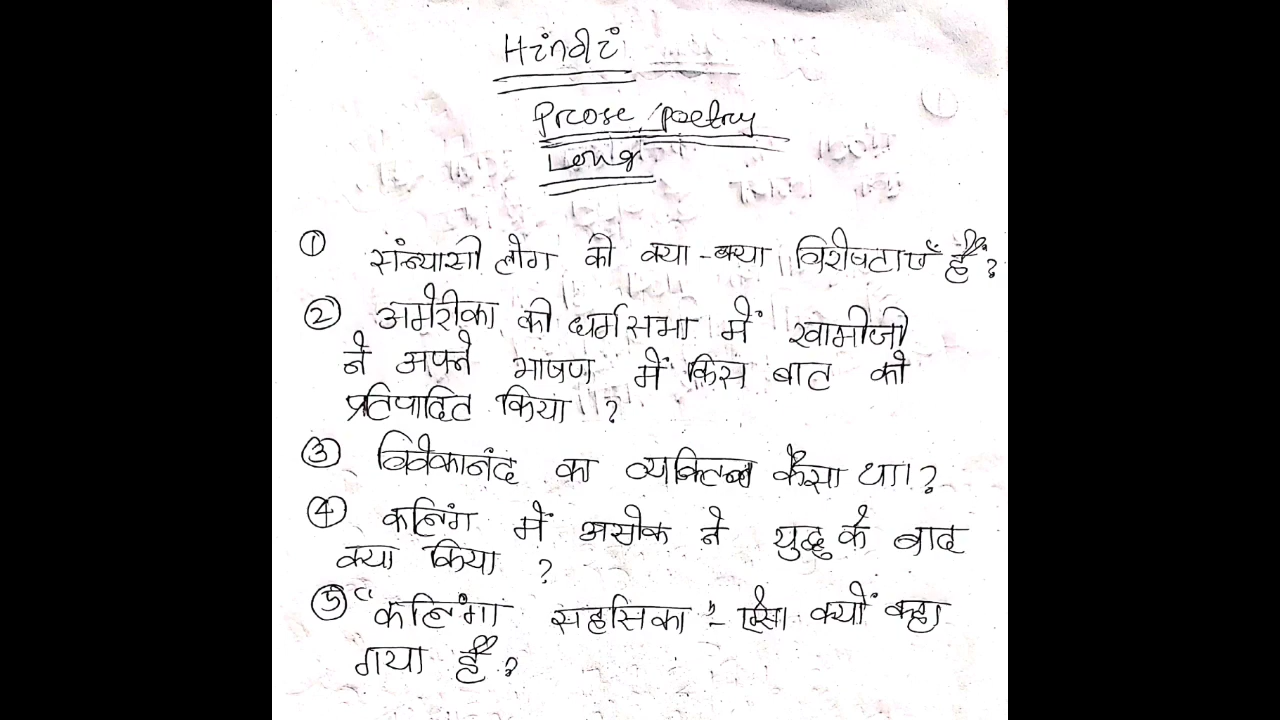 Hindi
Prose/poetry
Long
① संन्यासी लोग की क्या-क्या विशेषताएँ हैं?
② अमेरीका की धर्मसभा में स्वामीजी
ने अपने भाषण में किस बात को
प्रतिपादित किया ?
③ विवेकानंद का व्यक्तित्व कैसा था।?
④ कलिंग में असोक ने युद्ध के बाद
क्या किया ?
⑤ "कलिंगा सहसिका" - ऐसा क्यों कहा
गया हैं ?